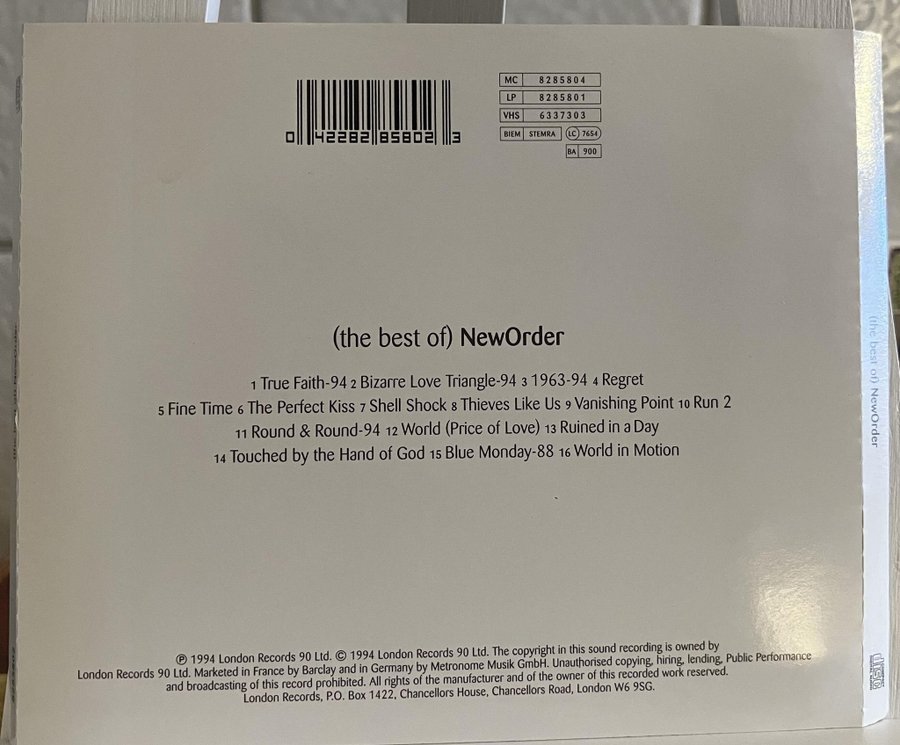 MC 8285804
LP 8285801
VHS 6337303
BIEM STEMRA LC 7654
BA 900
0 42282 85802 3
(the best of) NewOrder
1 True Faith-94 2 Bizarre Love Triangle-94 3 1963-94 4 Regret
5 Fine Time 6 The Perfect Kiss 7 Shell Shock 8 Thieves Like Us 9 Vanishing Point 10 Run 2
11 Round & Round-94 12 World (Price of Love) 13 Ruined in a Day
14 Touched by the Hand of God 15 Blue Monday-88 16 World in Motion
℗ 1994 London Records 90 Ltd. © 1994 London Records 90 Ltd. The copyright in this sound recording is owned by
London Records 90 Ltd. Marketed in France by Barclay and in Germany by Metronome Musik GmbH. Unauthorised copying, hiring, lending, Public Performance
and broadcasting of this record prohibited. All rights of the manufacturer and of the owner of this recorded work reserved.
London Records, P.O. Box 1422, Chancellors House, Chancellors Road, London W6 9SG.
(the best of) NewOrder